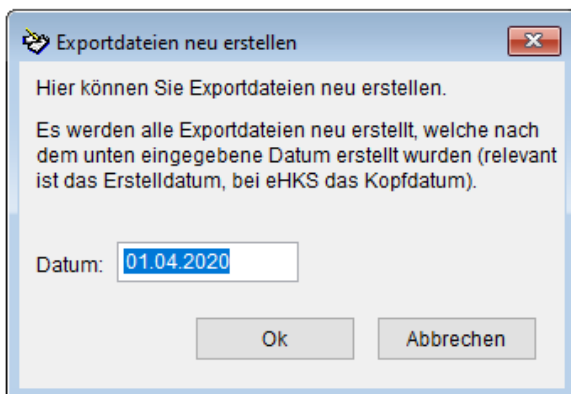 Exportdateien neu erstellen
Hier können Sie Exportdateien neu erstellen.
Es werden alle Exportdateien neu erstellt, welche nach
dem unten eingegebene Datum erstellt wurden (relevant
ist das Erstelldatum, bei eHKS das Kopfdatum).
Datum: 01.04.2020
Ok Abbrechen